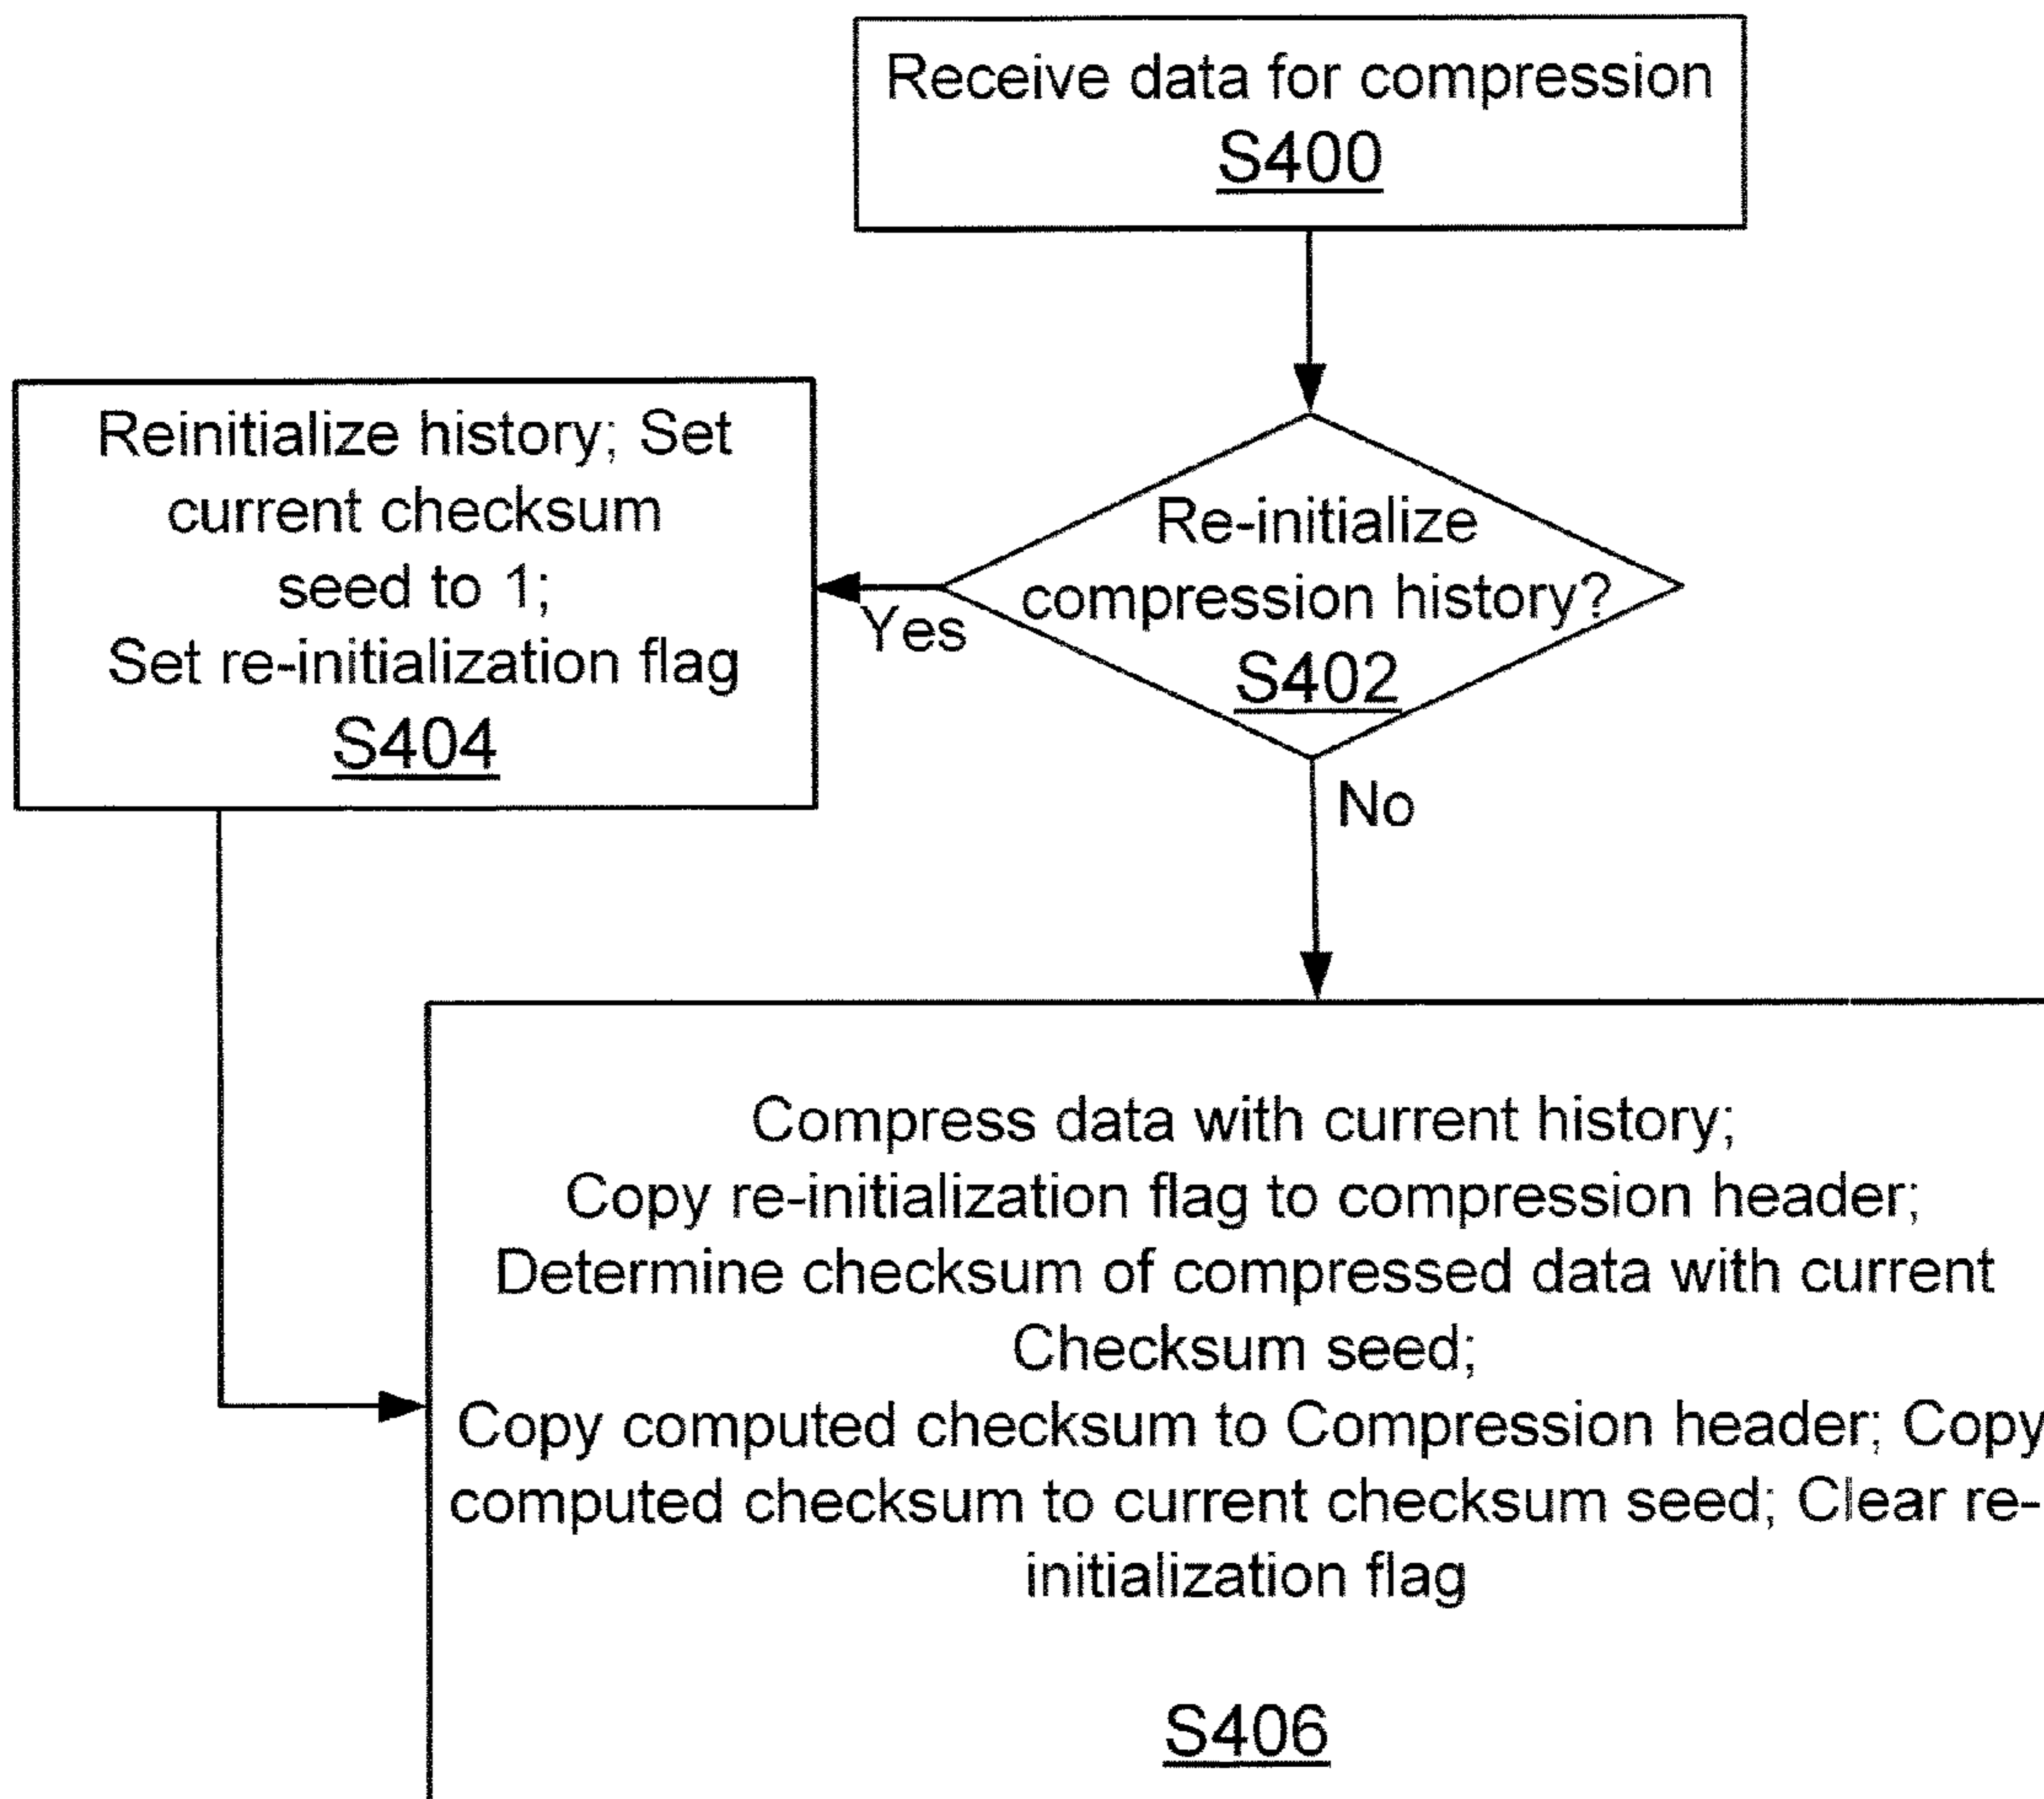 Receive data for compression
S400
Reinitialize history; Set
current checksum
seed to 1;
Set re-initialization flag
S404
Re-initialize
compression history?
S402
Yes
No
Compress data with current history;
Copy re-initialization flag to compression header;
Determine checksum of compressed data with current
Checksum seed;
Copy computed checksum to Compression header; Copy
computed checksum to current checksum seed; Clear re-
initialization flag
S406